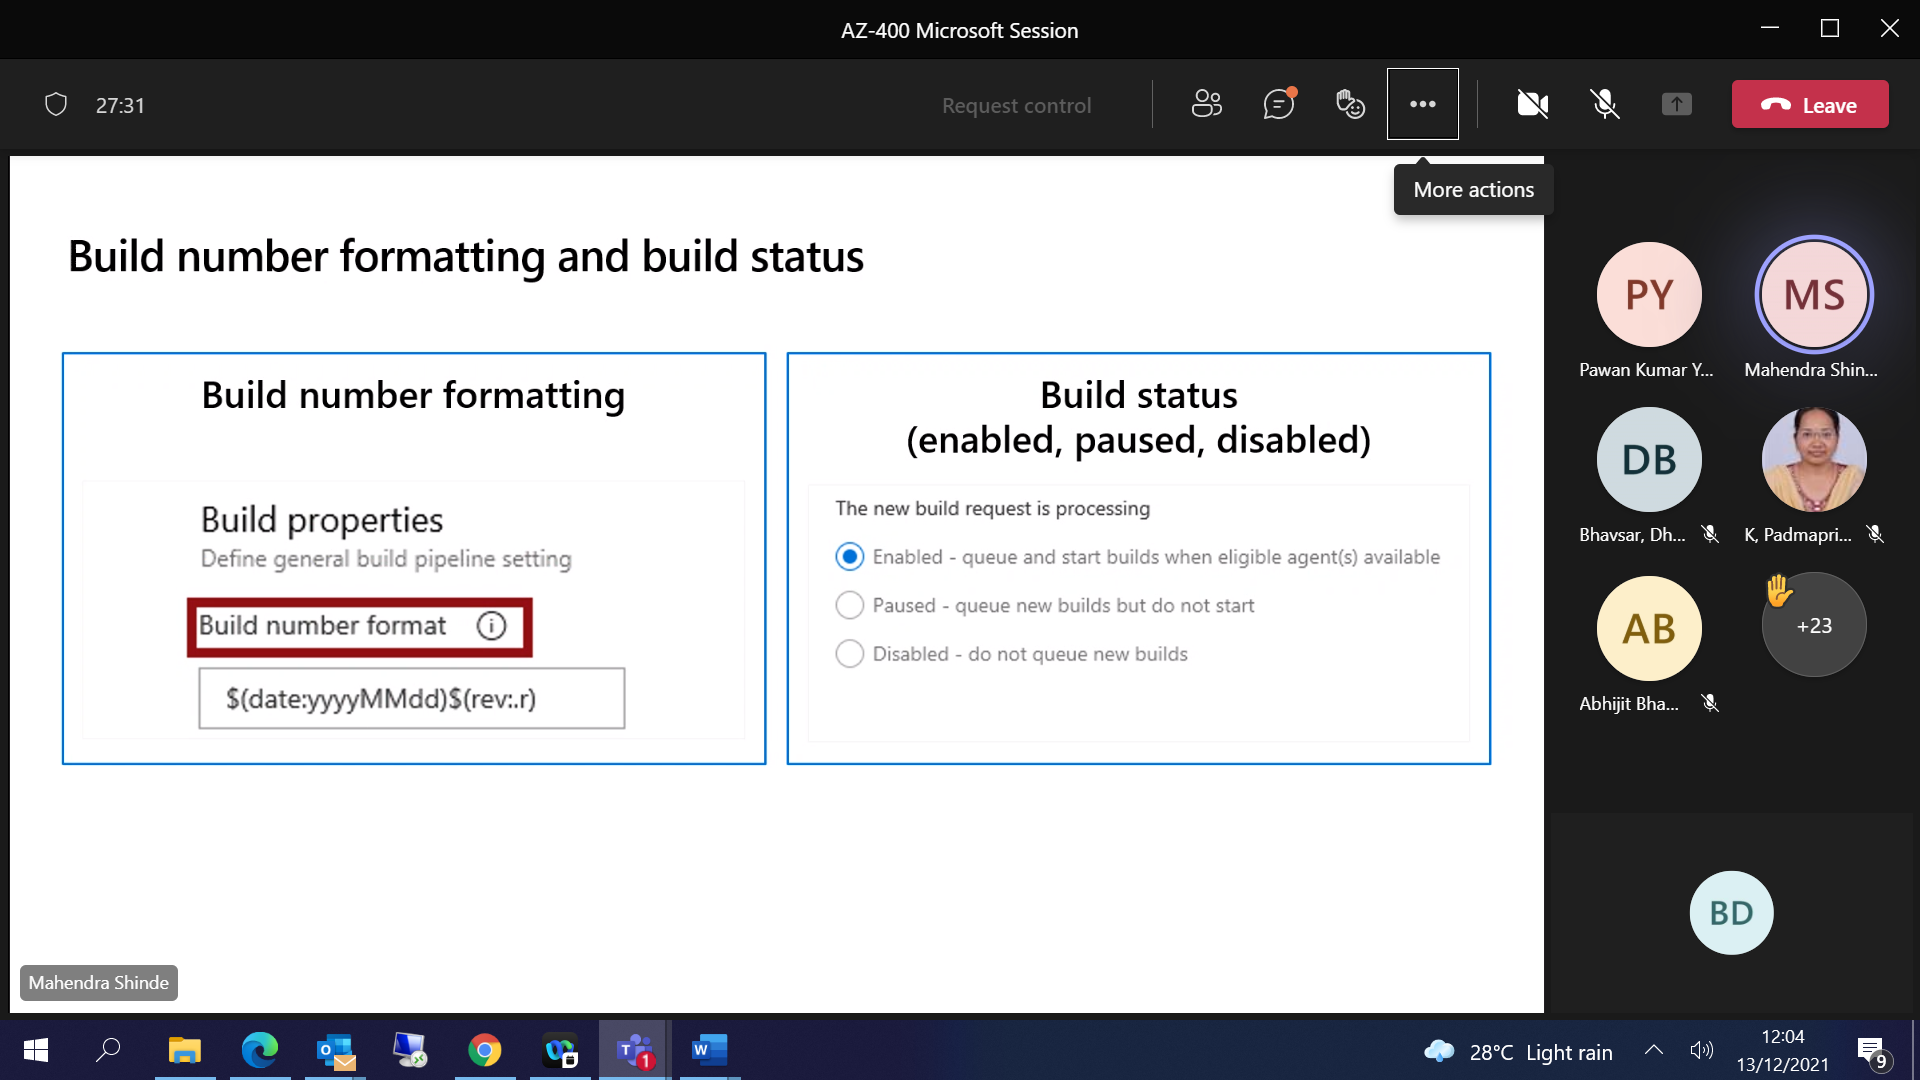 AZ-400 Microsoft Session
27:31
Request control
Leave
More actions
Build number formatting and build status
Build number formatting
Build properties
Define general build pipeline setting
Build number format
$(date:yyyyMMdd)$(rev:.r)
Build status
(enabled, paused, disabled)
The new build request is processing
Enabled - queue and start builds when eligible agent(s) available
Paused - queue new builds but do not start
Disabled - do not queue new builds
PY
Pawan Kumar Y...
MS
Mahendra Shin...
DB
Bhavsar, Dh...
K, Padmapri...
AB
Abhijit Bha...
+23
BD
Mahendra Shinde
28°C Light rain
12:04
13/12/2021
9
1